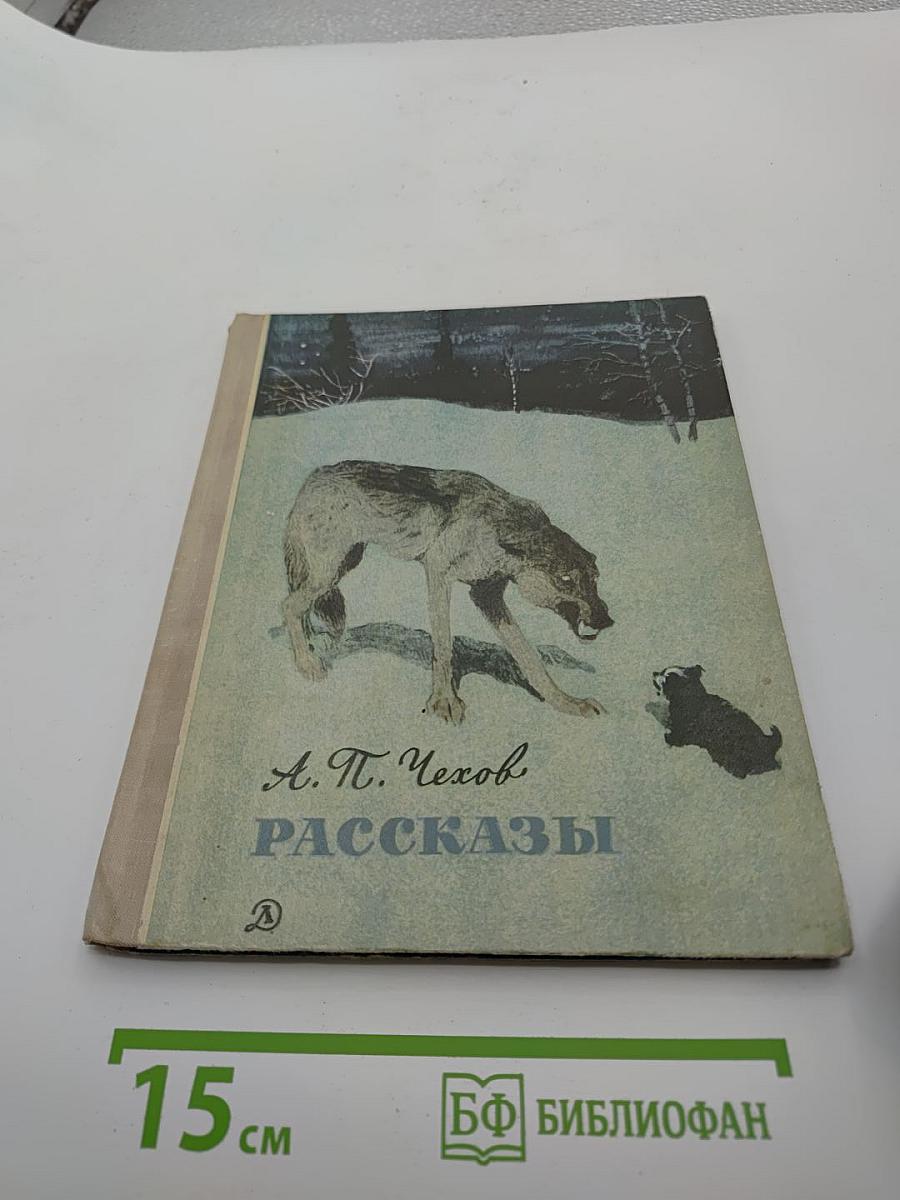 А. П. Чехов
РАССКАЗЫ
Д
15 см
БФ БИБЛИОФАН